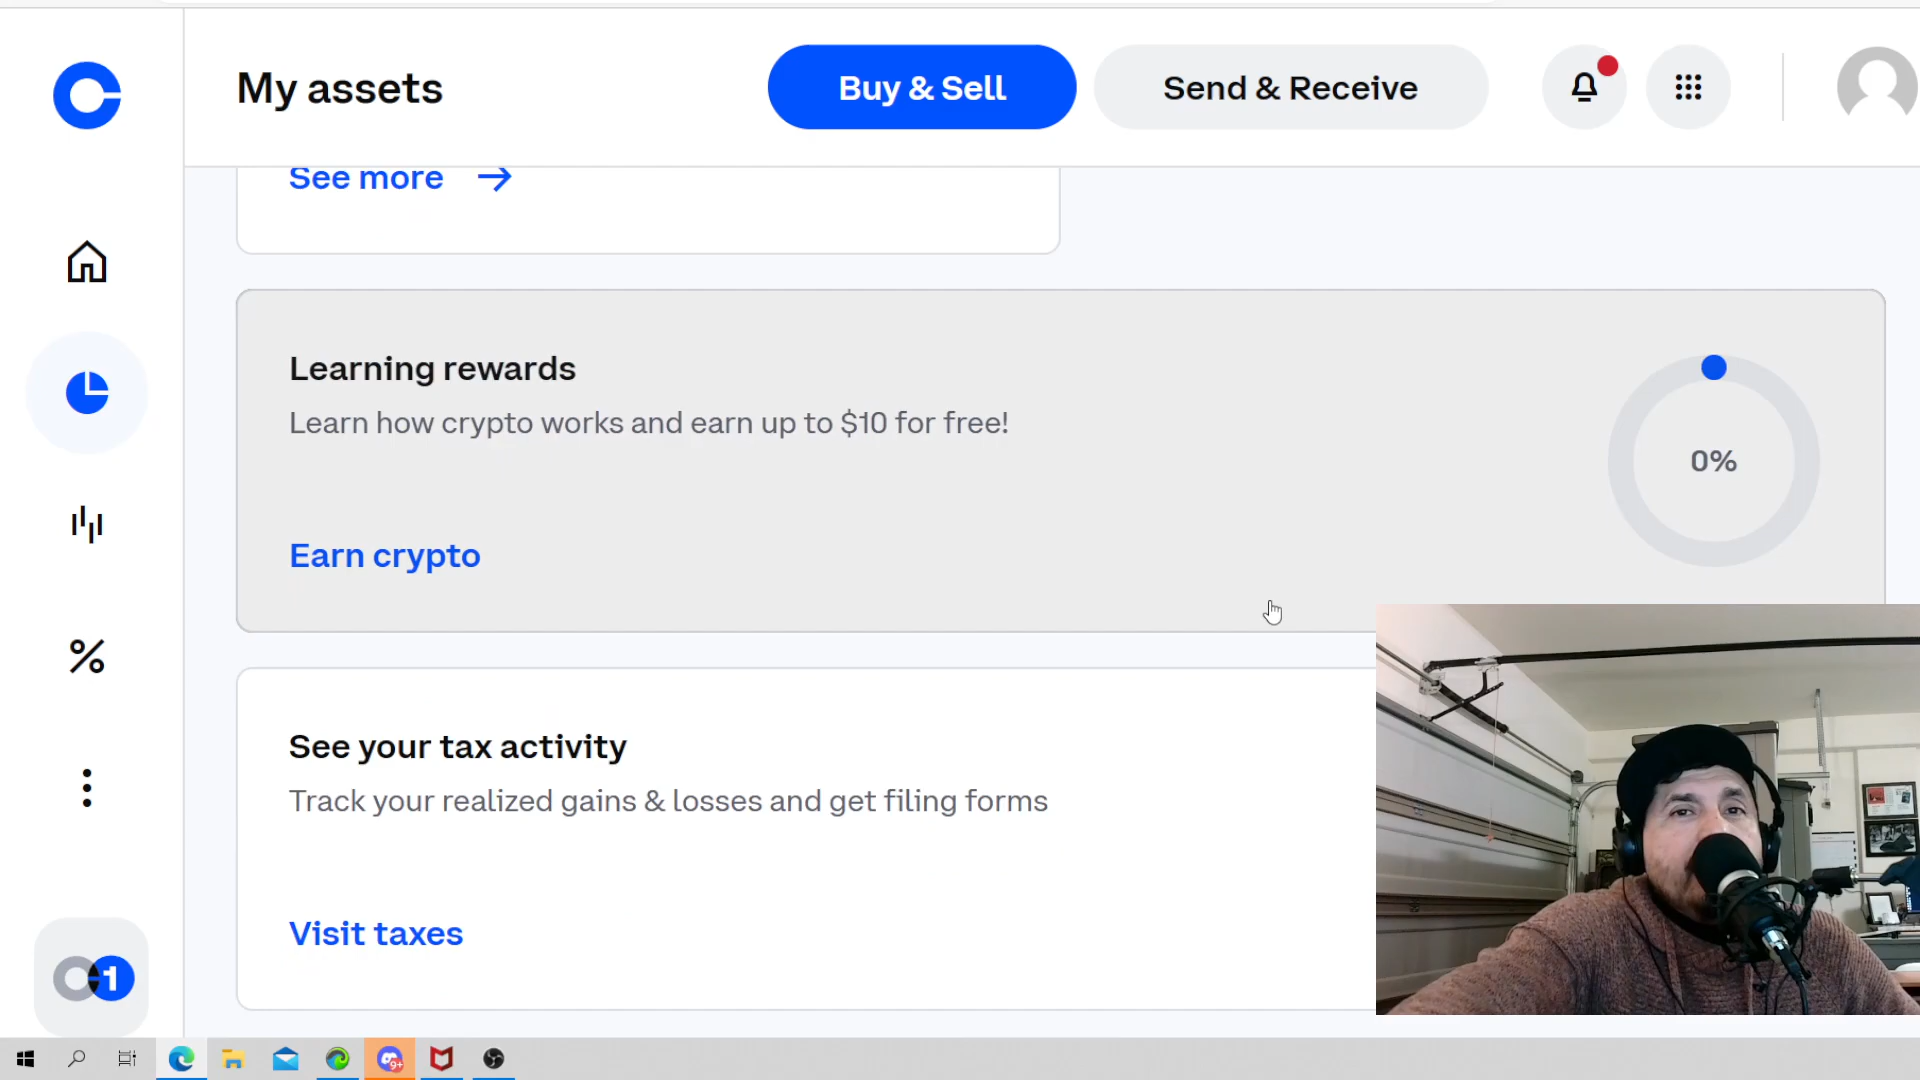 My assets
Buy & Sell
Send & Receive
See more
Learning rewards
Learn how crypto works and earn up to $10 for free!
0%
Earn crypto
See your tax activity
Track your realized gains & losses and get filing forms
Visit taxes
1
9+